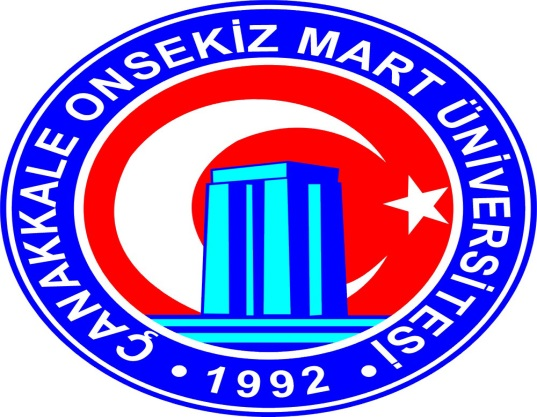 ÇANAKKALE ONSEKİZ MART ÜNİVERSİTESİ
• 1992 •